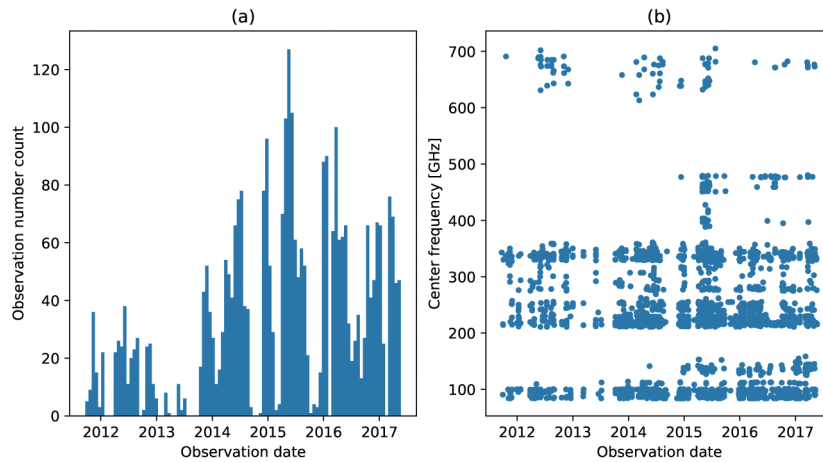 (a)
Observation number count
120
100
80
60
40
20
0
2012 2013 2014 2015 2016 2017
Observation date
(b)
Center frequency [GHz]
700
600
500
400
300
200
100
2012 2013 2014 2015 2016 2017
Observation date